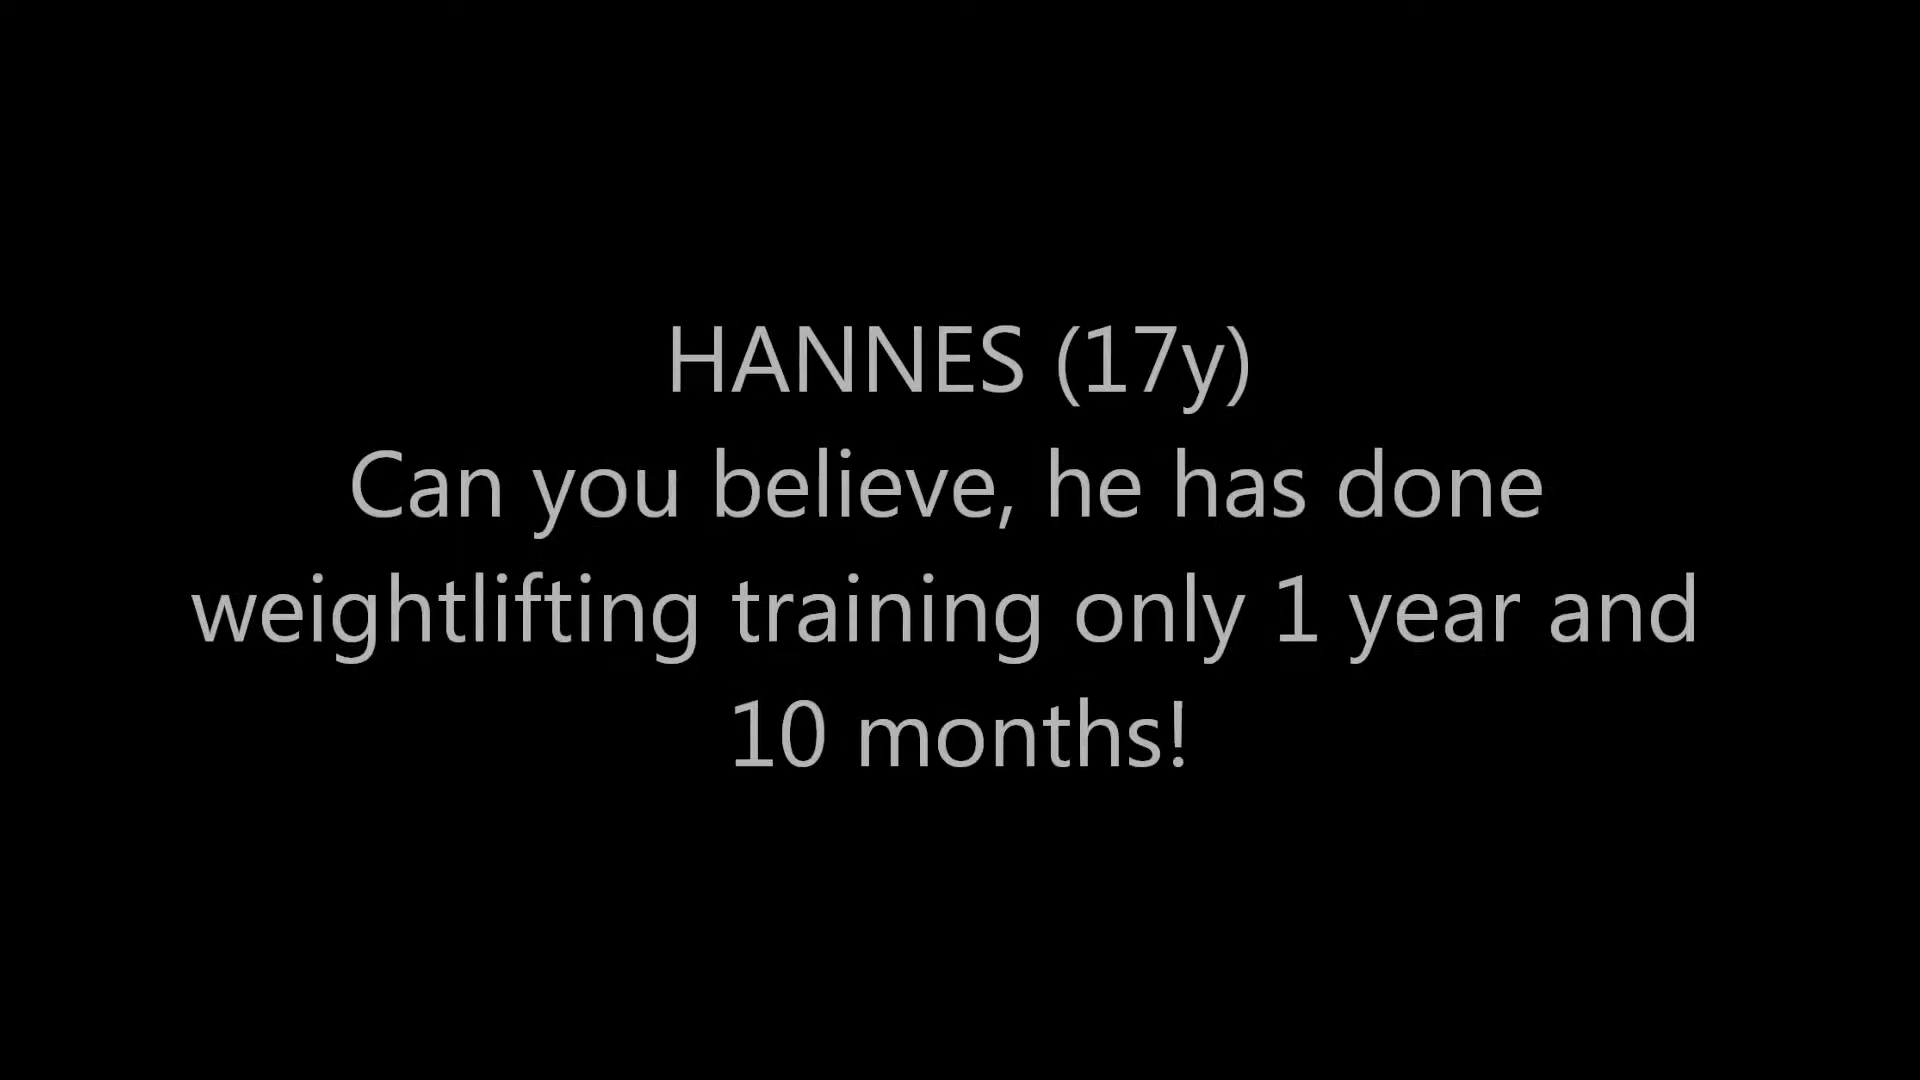 HANNES (17y)
Can you believe, he has done
weightlifting training only 1 year and
10 months!